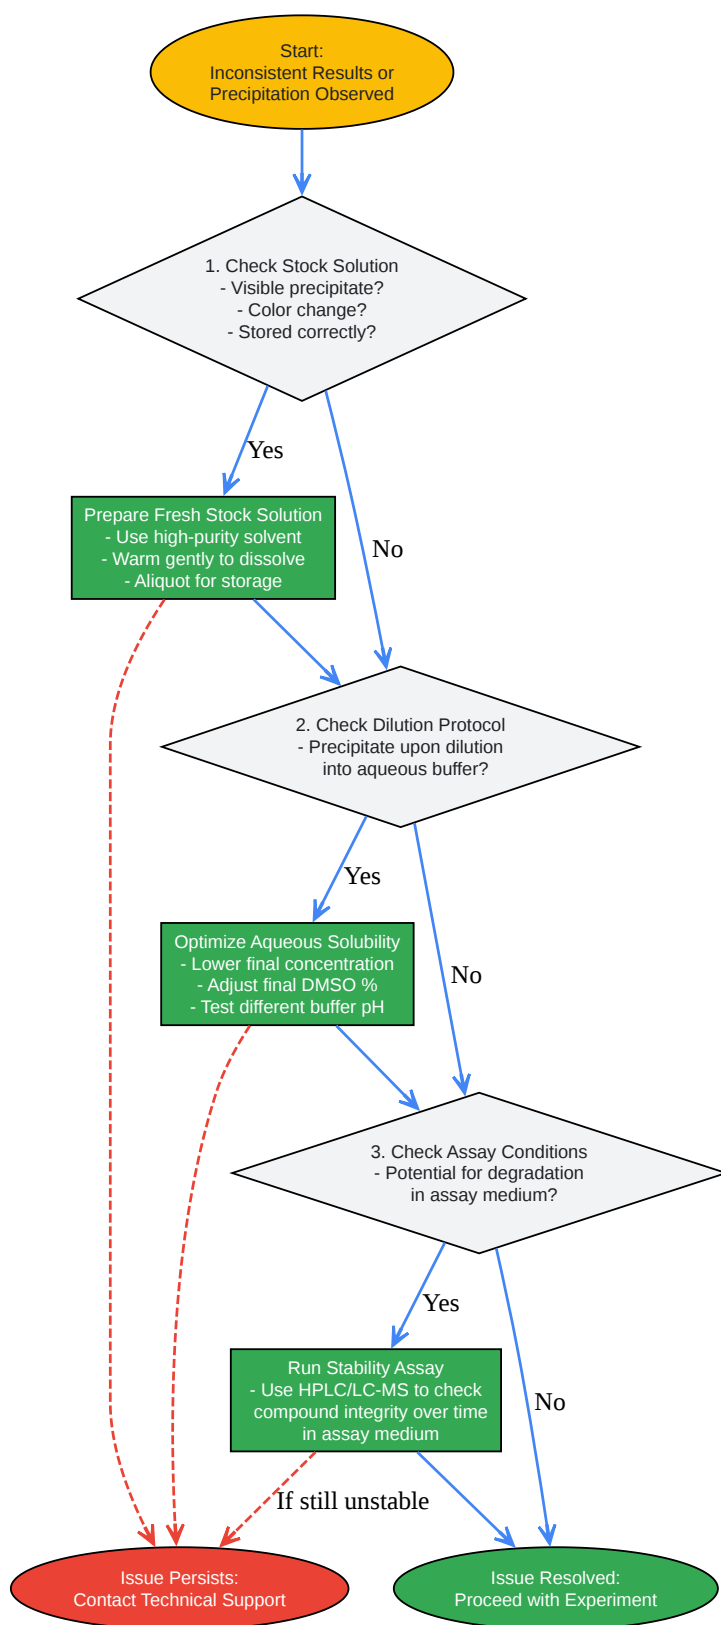 Start:
Inconsistent Results or
Precipitation Observed
1. Check Stock Solution
- Visible precipitate?
- Color change?
- Stored correctly?
Yes
No
Prepare Fresh Stock Solution
- Use high-purity solvent
- Warm gently to dissolve
- Aliquot for storage
2. Check Dilution Protocol
- Precipitate upon dilution
into aqueous buffer?
Yes
No
Optimize Aqueous Solubility
- Lower final concentration
- Adjust final DMSO %
- Test different buffer pH
3. Check Assay Conditions
- Potential for degradation
in assay medium?
Yes
No
Run Stability Assay
- Use HPLC/LC-MS to check
compound integrity over time
in assay medium
If still unstable
Issue Persists:
Contact Technical Support
Issue Resolved:
Proceed with Experiment